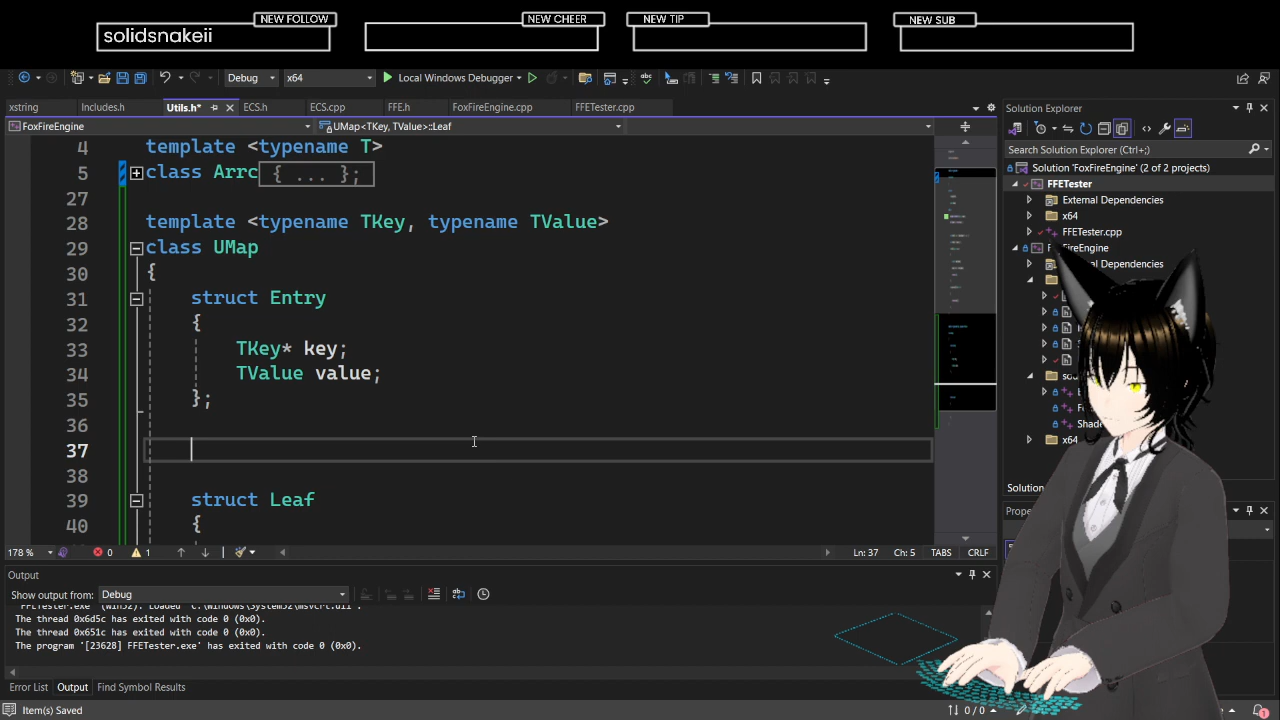 NEW FOLLOW
NEW CHEER
NEW TIP
NEW SUB
solidsnakeii
Debug
x64
Local Windows Debugger
xstring
Includes.h
Utils.h*
ECS.h
ECS.cpp
FFE.h
FoxFireEngine.cpp
FFETester.cpp
Solution Explorer
FoxFireEngine
UMap<TKey, TValue>::Leaf
Search Solution Explorer (Ctrl+;)
Solution 'FoxFireEngine' (2 of 2 projects)
FFETester
External Dependencies
x64
FFETester.cpp
x64
4 template <typename T>
5 class Arrc { ... };
27
28 template <typename TKey, typename TValue>
29 class UMap
30 {
31 struct Entry
32 {
33 TKey* key;
34 TValue value;
35 };
36
37
38
39 struct Leaf
40 {
178 %
0
1
Ln: 37
Ch: 5
TABS
CRLF
Output
Show output from:
Debug
The thread 0x6d5c has exited with code 0 (0x0).
The thread 0x651c has exited with code 0 (0x0).
The program '[23628] FFETester.exe' has exited with code 0 (0x0).
Error List
Output
Find Symbol Results
Item(s) Saved
0 / 0